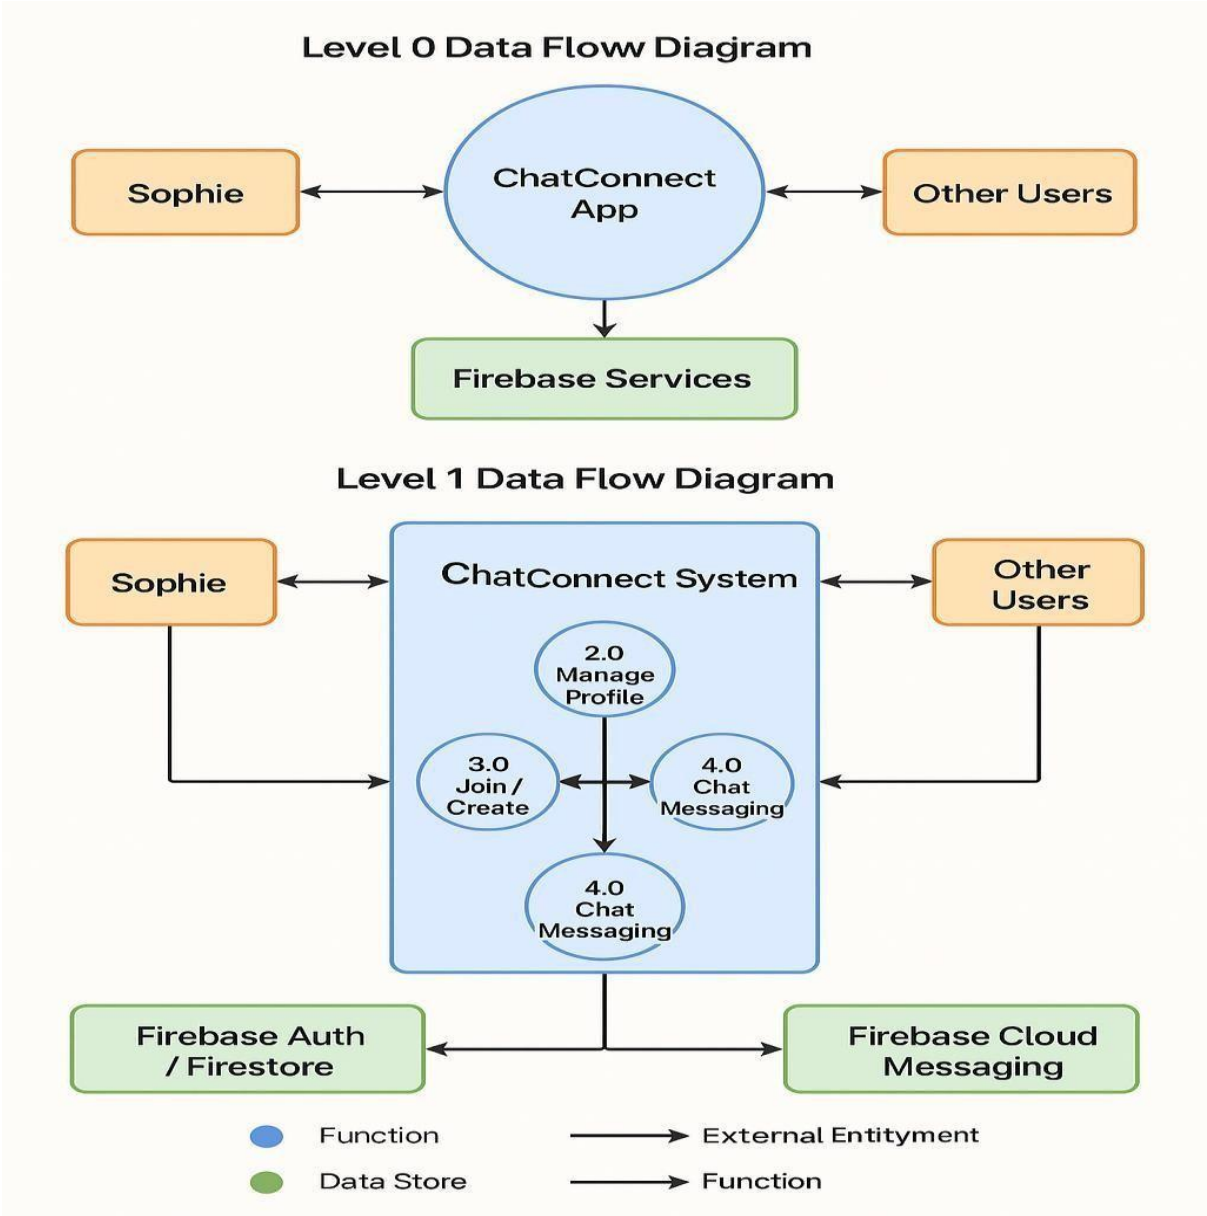 Level 0 Data Floww Diagram
Sophie
ChatConnect
App
Other Users
Firebase Services
Level 1 Data Flow Diagram
Sophie
ChatConnect System
Other
Users
2.0
Manage
Profile
3.0
Join /
Create
4.0
Chat
Messaging
4.0
Chat
Messaging
Firebase Auth
/ Firestore
Firebase Cloud
Messaging
Function
External Entityment
Data Store
Function